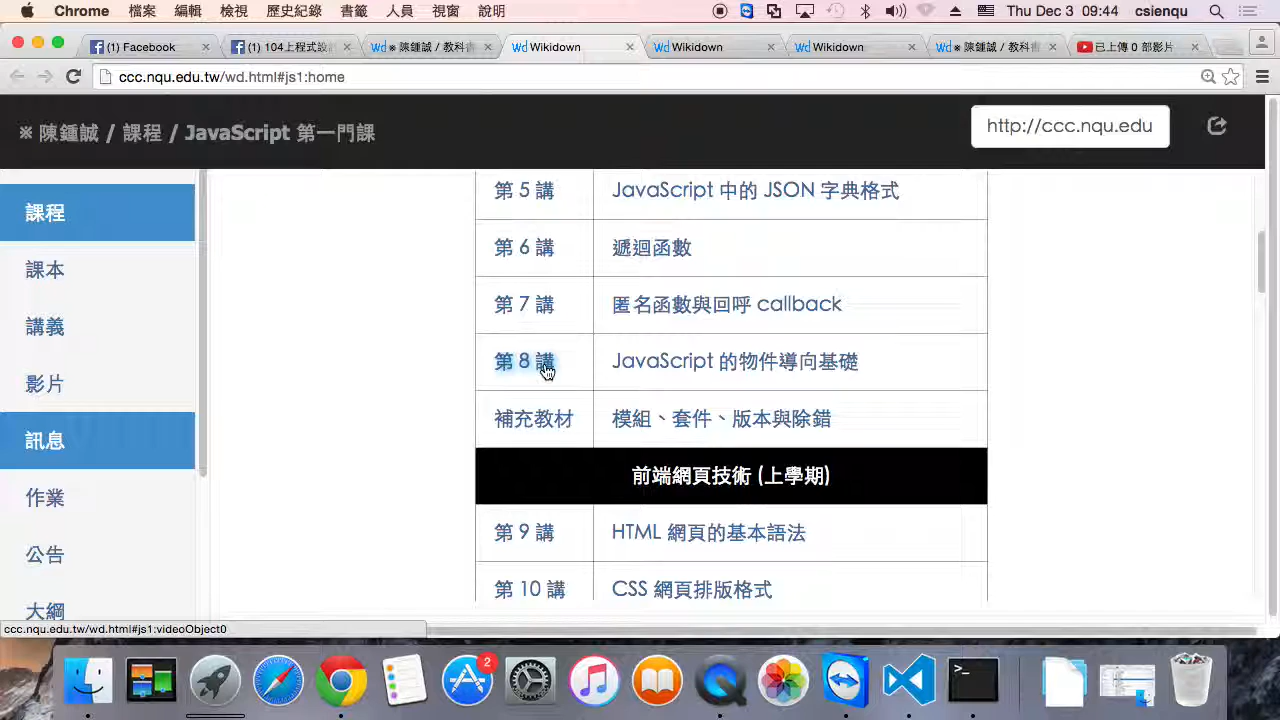 Chrome 檔案 編輯 檢視 歷史紀錄 書籤 人員 視窗 說明 Thu Dec 3 09:44 csienqu
(1) Facebook × (1) 104上程式設 × Wd ※ 陳鍾誠 / 教科書 × Wd Wikidown × Wd Wikidown × Wd Wikidown × Wd ※ 陳鍾誠 / 教科書 × 已上傳 0 部影片 ×
ccc.nqu.edu.tw/wd.html#js1:home
※ 陳鍾誠 / 課程 / JavaScript 第一門課
http://ccc.nqu.edu
課程
課本
講義
影片
訊息
作業
公告
大綱
第 5 講 JavaScript 中的 JSON 字典格式
第 6 講 遞迴函數
第 7 講 匿名函數與回呼 callback
第 8 講 JavaScript 的物件導向基礎
補充教材 模組、套件、版本與除錯
前端網頁技術 (上學期)
第 9 講 HTML 網頁的基本語法
第 10 講 CSS 網頁排版格式
ccc.nqu.edu.tw/wd.html#js1:videoObject0
2